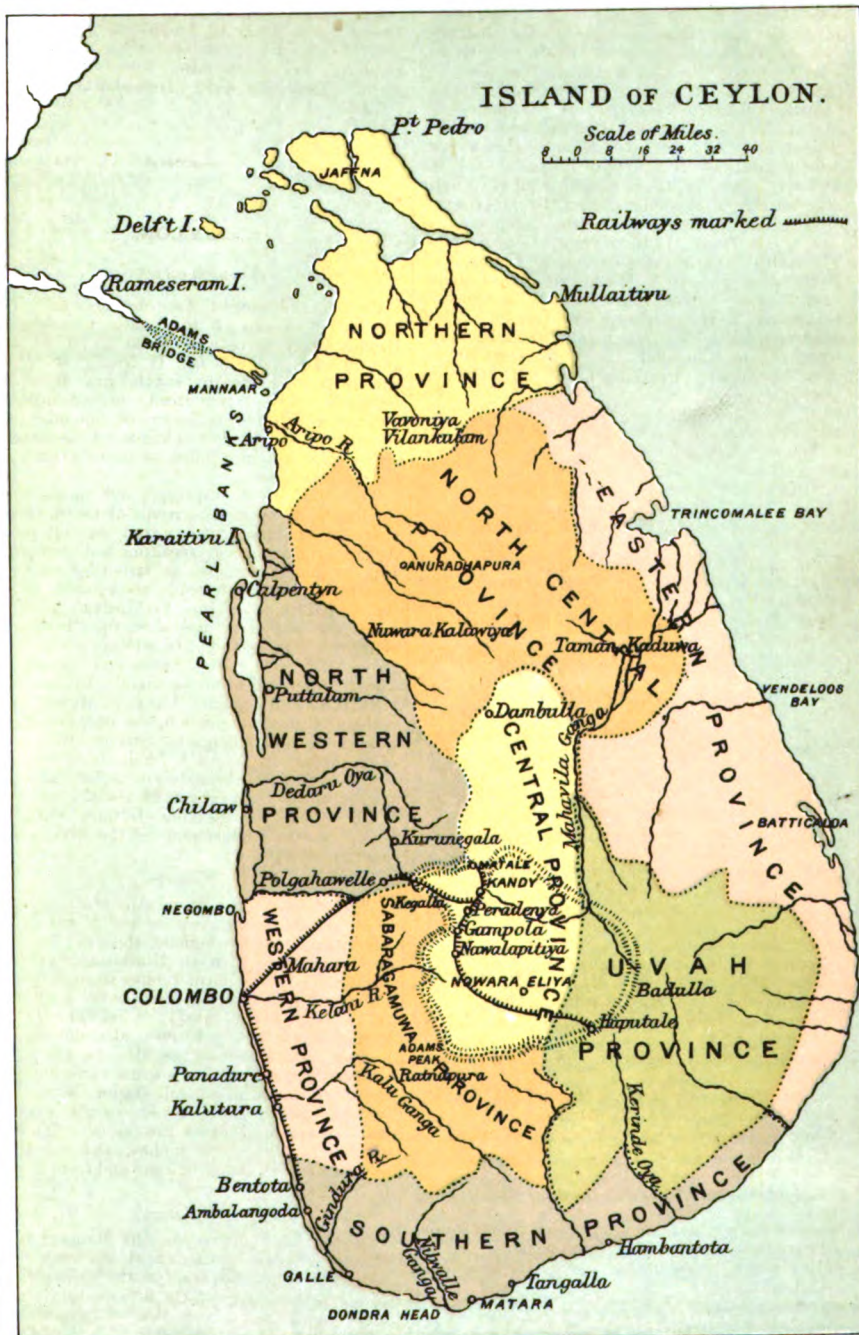 ISLAND OF CEYLON.
Scale of Miles.
8 0 8 16 24 32 40
Railways marked
Pt. Pedro
JAFFNA
Delft I.
Rameseram I.
ADAMS
BRIDGE
MANNAAR
Mullaitivu
NORTHERN
PROVINCE
Vavoniya
Vilankulam
Aripo
Aripo R.
PEARL BANKS
Karaitivu I.
Calpentyn
NORTH CENTRAL
PROVINCE
ANURADHAPURA
Nuwara Kalawiya
Taman Kaduwa
EASTERN PROVINCE
TRINCOMALEE BAY
VENDELOOS
BAY
BATTICALOA
NORTH
Puttalam
WESTERN
Dedaru Oya
PROVINCE
Chilaw
Kurunegala
Dambulla
Mahavila Ganga
CENTRAL PROVINCE
MATALE
KANDY
Polgahawelle
Kegalla
Peradenya
Gampola
Nawalapitiya
NEGOMBO
WESTERN PROVINCE
Mahara
COLOMBO
Kelani R.
SABARAGAMUWA PROVINCE
NUWARA ELIYA
UVAH
Badulla
Haputale
PROVINCE
ADAMS
PEAK
Ratnapura
Panadure
Kalutara
Kalu Ganga
Kerinde Oya
Bentota
Ambalangoda
Gindura R.
SOUTHERN PROVINCE
Hambantota
GALLE
Nilwalle
Ganga
Tangalla
MATARA
DONDRA HEAD